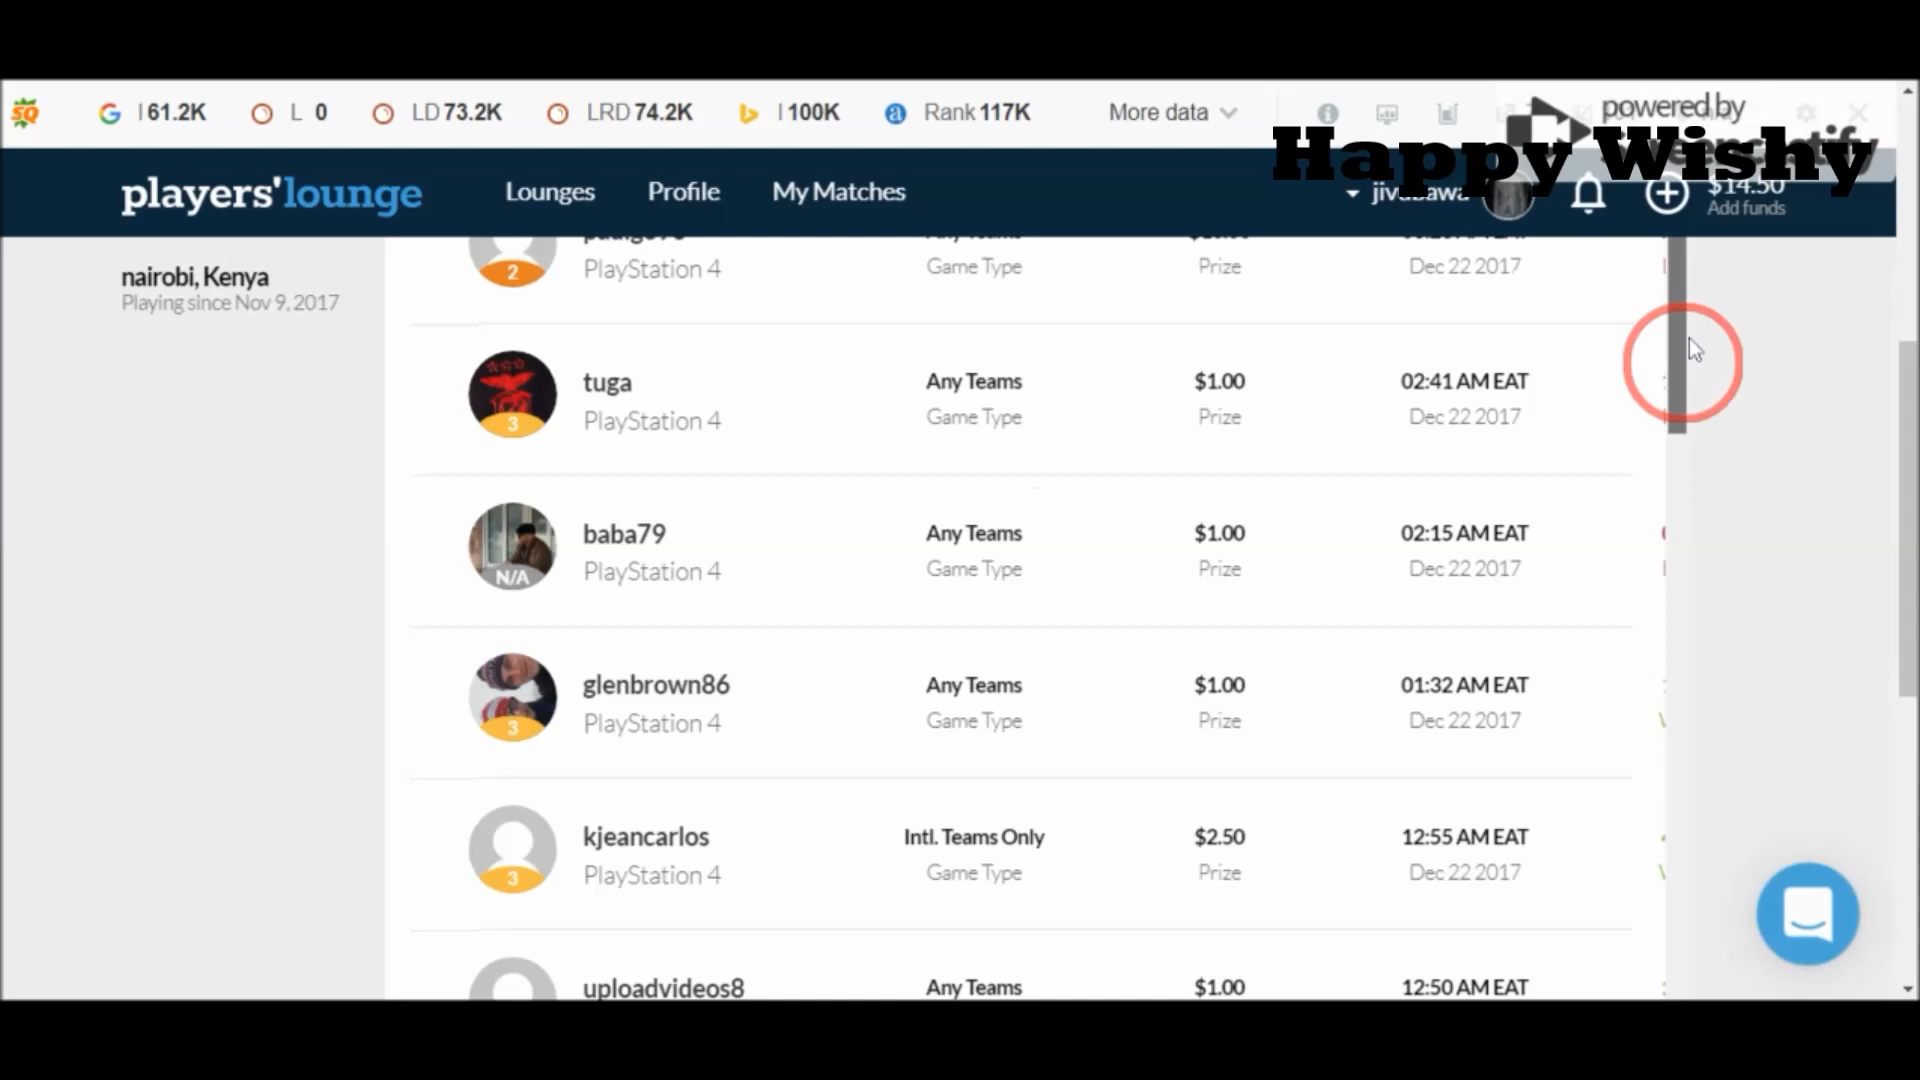 I 61.2K L 0 LD 73.2K LRD 74.2K I 100K Rank 117K More data
powered by
Happy Wishy
players'lounge Lounges Profile My Matches $14.50
Add funds
nairobi, Kenya
Playing since Nov 9, 2017
2 PlayStation 4 Game Type Prize Dec 22 2017
tuga Any Teams $1.00 02:41 AM EAT
3 PlayStation 4 Game Type Prize Dec 22 2017
baba79 Any Teams $1.00 02:15 AM EAT
N/A PlayStation 4 Game Type Prize Dec 22 2017
glenbrown86 Any Teams $1.00 01:32 AM EAT
3 PlayStation 4 Game Type Prize Dec 22 2017
kjeancarlos Intl. Teams Only $2.50 12:55 AM EAT
3 PlayStation 4 Game Type Prize Dec 22 2017
uploadvideos8 Any Teams $1.00 12:50 AM EAT